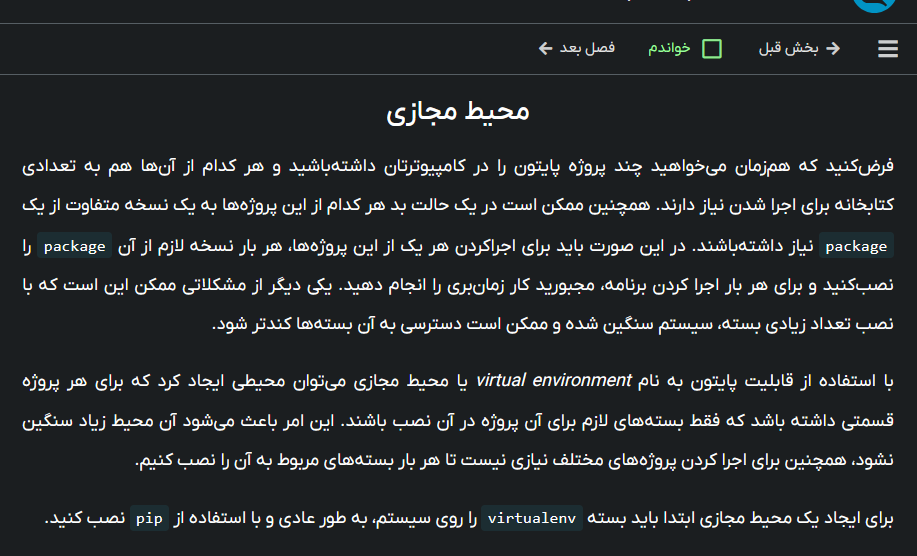 بخش قبل
خواندم
فصل بعد
محیط مجازی
فرض‌کنید که هم‌زمان می‌خواهید چند پروژه پایتون را در کامپیوترتان داشته‌باشید و هر کدام از آن‌ها هم به تعدادی
کتابخانه برای اجرا شدن نیاز دارند. همچنین ممکن است در یک حالت بد هر کدام از این پروژه‌ها به یک نسخه متفاوت از یک
package نیاز داشته‌باشند. در این صورت باید برای اجراکردن هر یک از این پروژه‌ها، هر بار نسخه لازم از آن package را
نصب‌کنید و برای هر بار اجرا کردن برنامه، مجبورید کار زمان‌بری را انجام دهید. یکی دیگر از مشکلاتی ممکن این است که با
نصب تعداد زیادی بسته، سیستم سنگین شده و ممکن است دسترسی به آن بسته‌ها کندتر شود.
با استفاده از قابلیت پایتون به نام virtual environment یا محیط مجازی می‌توان محیطی ایجاد کرد که برای هر پروژه
قسمتی داشته باشد که فقط بسته‌های لازم برای آن پروژه در آن نصب باشند. این امر باعث می‌شود آن محیط زیاد سنگین
نشود، همچنین برای اجرا کردن پروژه‌های مختلف نیازی نیست تا هر بار بسته‌های مربوط به آن را نصب کنیم.
برای ایجاد یک محیط مجازی ابتدا باید بسته virtualenv را روی سیستم، به طور عادی و با استفاده از pip نصب کنید.